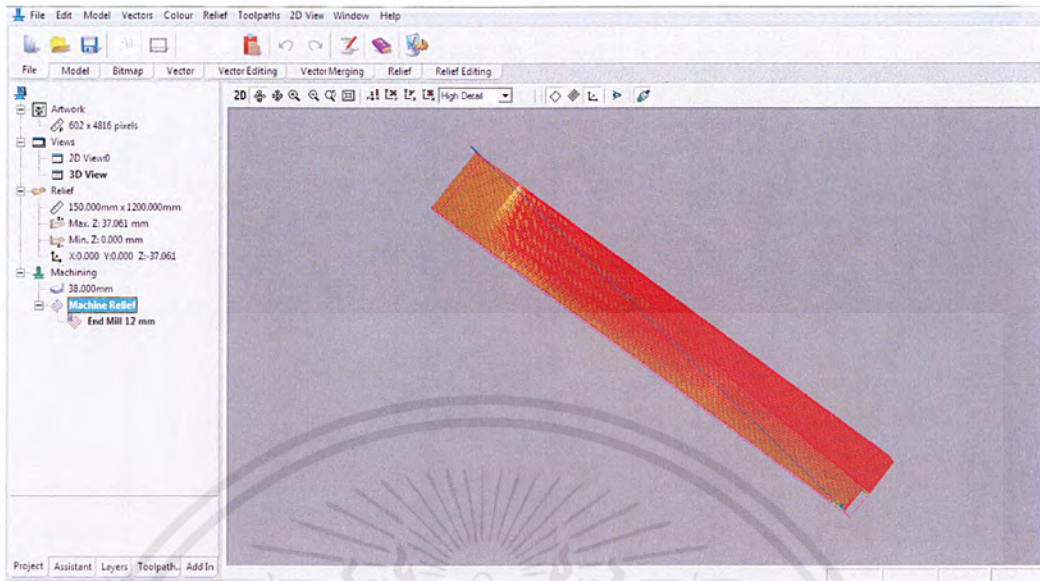 File Edit Model Vectors Colour Relief Toolpaths 2D View Window Help
File Model Bitmap Vector Vector Editing Vector Merging Relief Relief Editing
2D High Detail
Artwork
602 x 4816 pixels
Views
2D View:0
3D View
Relief
150.000mm x 1200.000mm
Max. Z: 37.061 mm
Min. Z: 0.000 mm
X:0.000 Y:0.000 Z:-37.061
Machining
38.000mm
Machine Relief
End Mill 12 mm
Project Assistant Layers Toolpath.. Add In